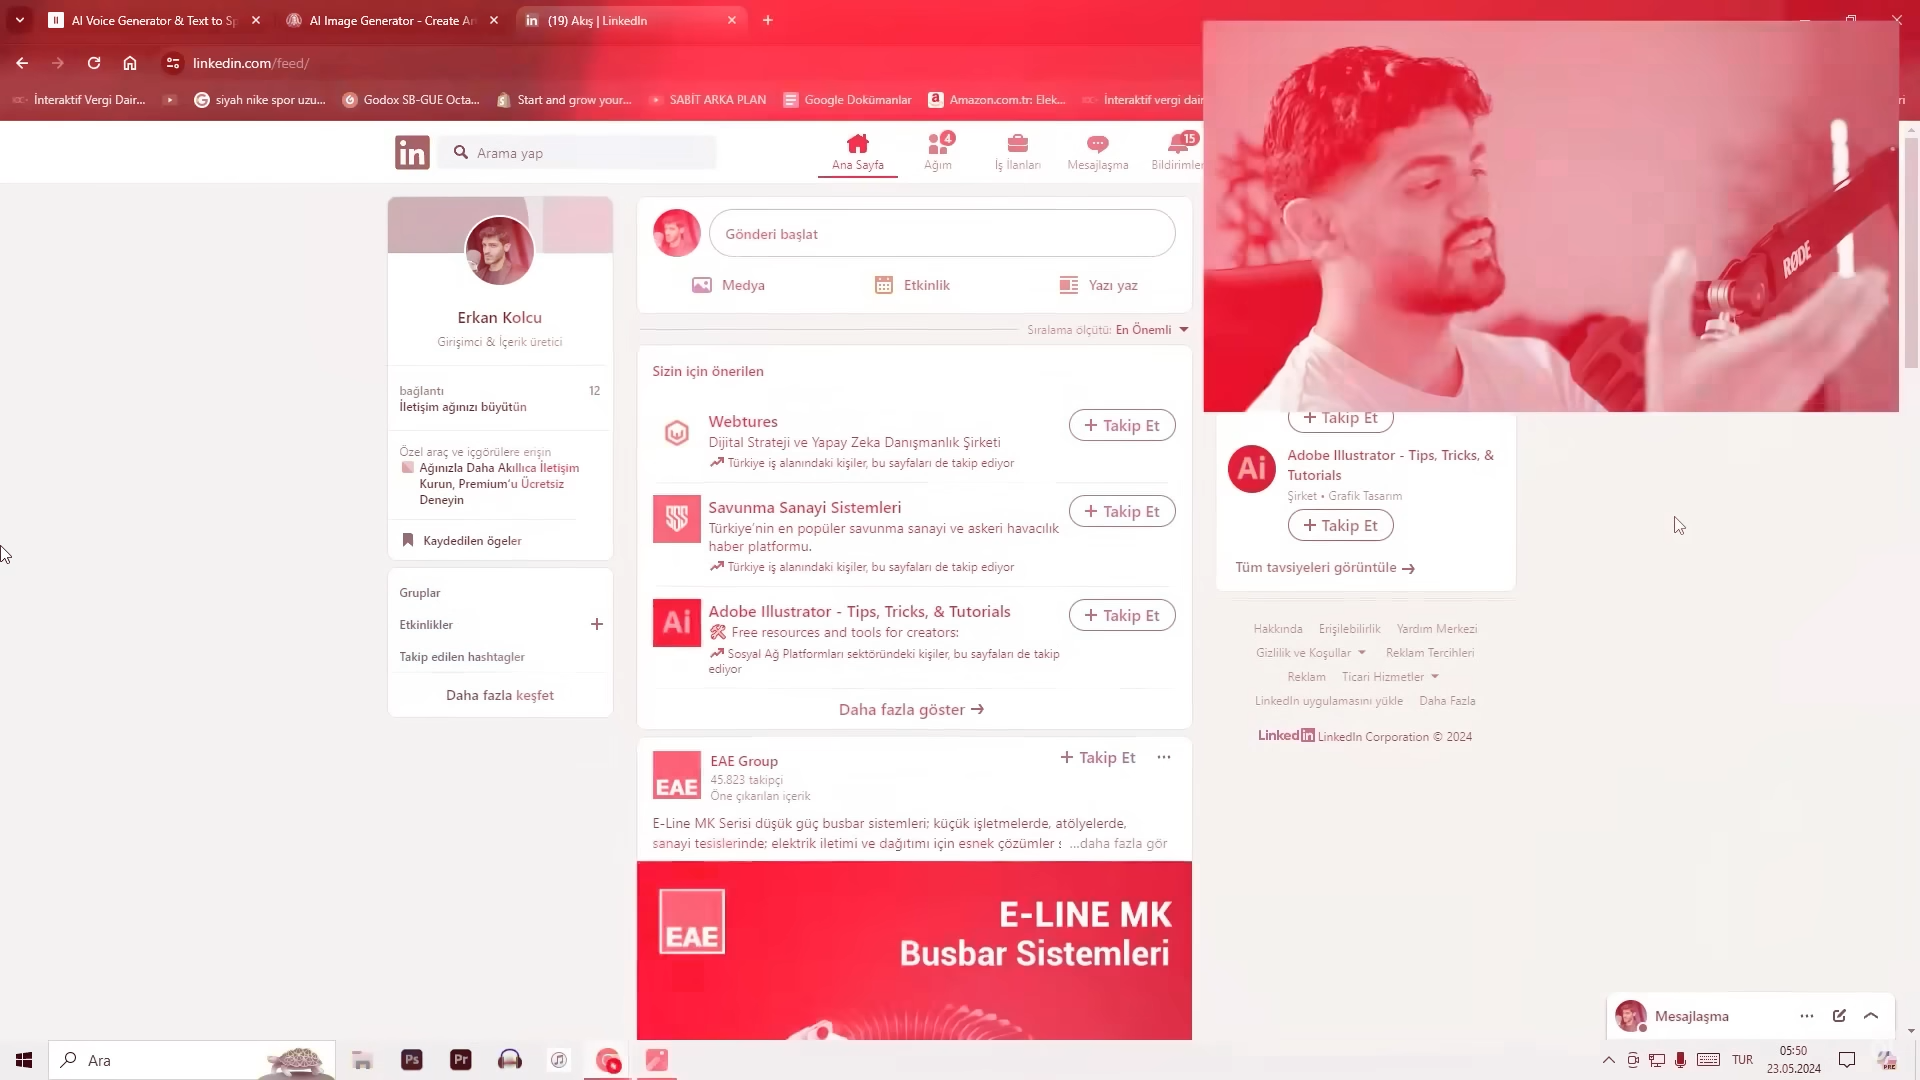 AI Voice Generator & Text to Sp
AI Image Generator - Create Ar
(19) Akış | LinkedIn
linkedin.com/feed/
İnteraktif Vergi Dair...
siyah nike spor uzu...
Godox SB-GUE Octa...
Start and grow your...
SABİT ARKA PLAN
Google Dokümanlar
Amazon.com.tr: Elek...
İnteraktif vergi dair
in
Arama yap
Ana Sayfa
4
Ağım
İş İlanları
Mesajlaşma
15
Bildirimler
RØDE
Erkan Kolcu
Girişimci & İçerik üretici
bağlantı 12
İletişim ağınızı büyütün
Özel araç ve içgörülere erişin
Ağınızla Daha Akıllıca İletişim
Kurun, Premium'u Ücretsiz
Deneyin
Kaydedilen ögeler
Gruplar
Etkinlikler
Takip edilen hashtagler
Daha fazla keşfet
Gönderi başlat
Medya
Etkinlik
Yazı yaz
Sıralama ölçütü: En Önemli
Sizin için önerilen
Webtures
Dijital Strateji ve Yapay Zeka Danışmanlık Şirketi
Türkiye iş alanındaki kişiler, bu sayfaları de takip ediyor
+ Takip Et
Savunma Sanayi Sistemleri
Türkiye'nin en popüler savunma sanayi ve askeri havacılık
haber platformu.
Türkiye iş alanındaki kişiler, bu sayfaları de takip ediyor
+ Takip Et
Ai
Adobe Illustrator - Tips, Tricks, & Tutorials
Free resources and tools for creators:
Sosyal Ağ Platformları sektöründeki kişiler, bu sayfaları de takip
ediyor
+ Takip Et
Daha fazla göster →
EAE
EAE Group
45.823 takipçi
Öne çıkarılan içerik
+ Takip Et
E-Line MK Serisi düşük güç busbar sistemleri; küçük işletmelerde, atölyelerde,
sanayi tesislerinde; elektrik iletimi ve dağıtımı için esnek çözümler s ...daha fazla gör
EAE
E-LINE MK
Busbar Sistemleri
+ Takip Et
Ai
Adobe Illustrator - Tips, Tricks, &
Tutorials
Şirket • Grafik Tasarım
+ Takip Et
Tüm tavsiyeleri görüntüle →
Hakkında Erişilebilirlik Yardım Merkezi
Gizlilik ve Koşullar Reklam Tercihleri
Reklam Ticari Hizmetler
LinkedIn uygulamasını yükle Daha Fazla
LinkedIn LinkedIn Corporation © 2024
Mesajlaşma
Ara
Ps
Pr
TUR
05:50
23.05.2024